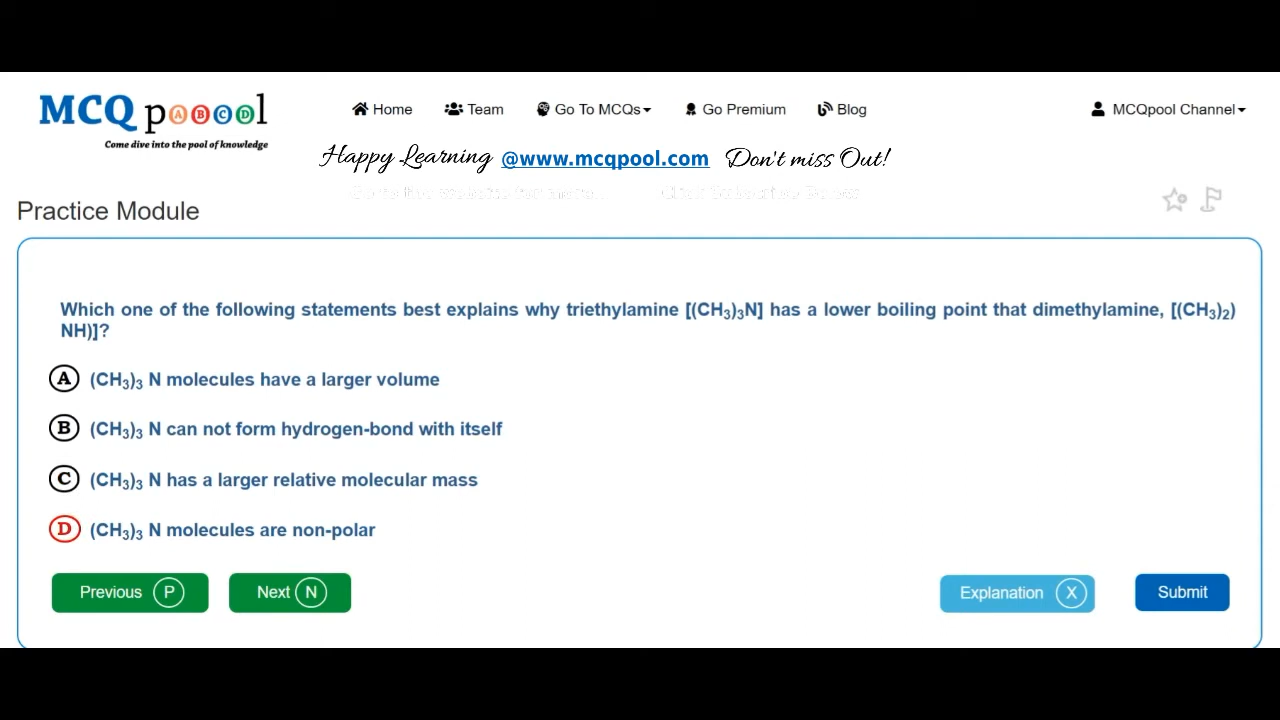 MCQ pABCDl
Come dive into the pool of knowledge
Home Team Go To MCQs Go Premium Blog MCQpool Channel
Happy Learning @www.mcqpool.com Don't miss Out!
Practice Module
Which one of the following statements best explains why triethylamine [(CH₃)₃N] has a lower boiling point that dimethylamine, [(CH₃)₂)
NH)]?
A (CH₃)₃ N molecules have a larger volume
B (CH₃)₃ N can not form hydrogen-bond with itself
C (CH₃)₃ N has a larger relative molecular mass
D (CH₃)₃ N molecules are non-polar
Previous P Next N Explanation X Submit